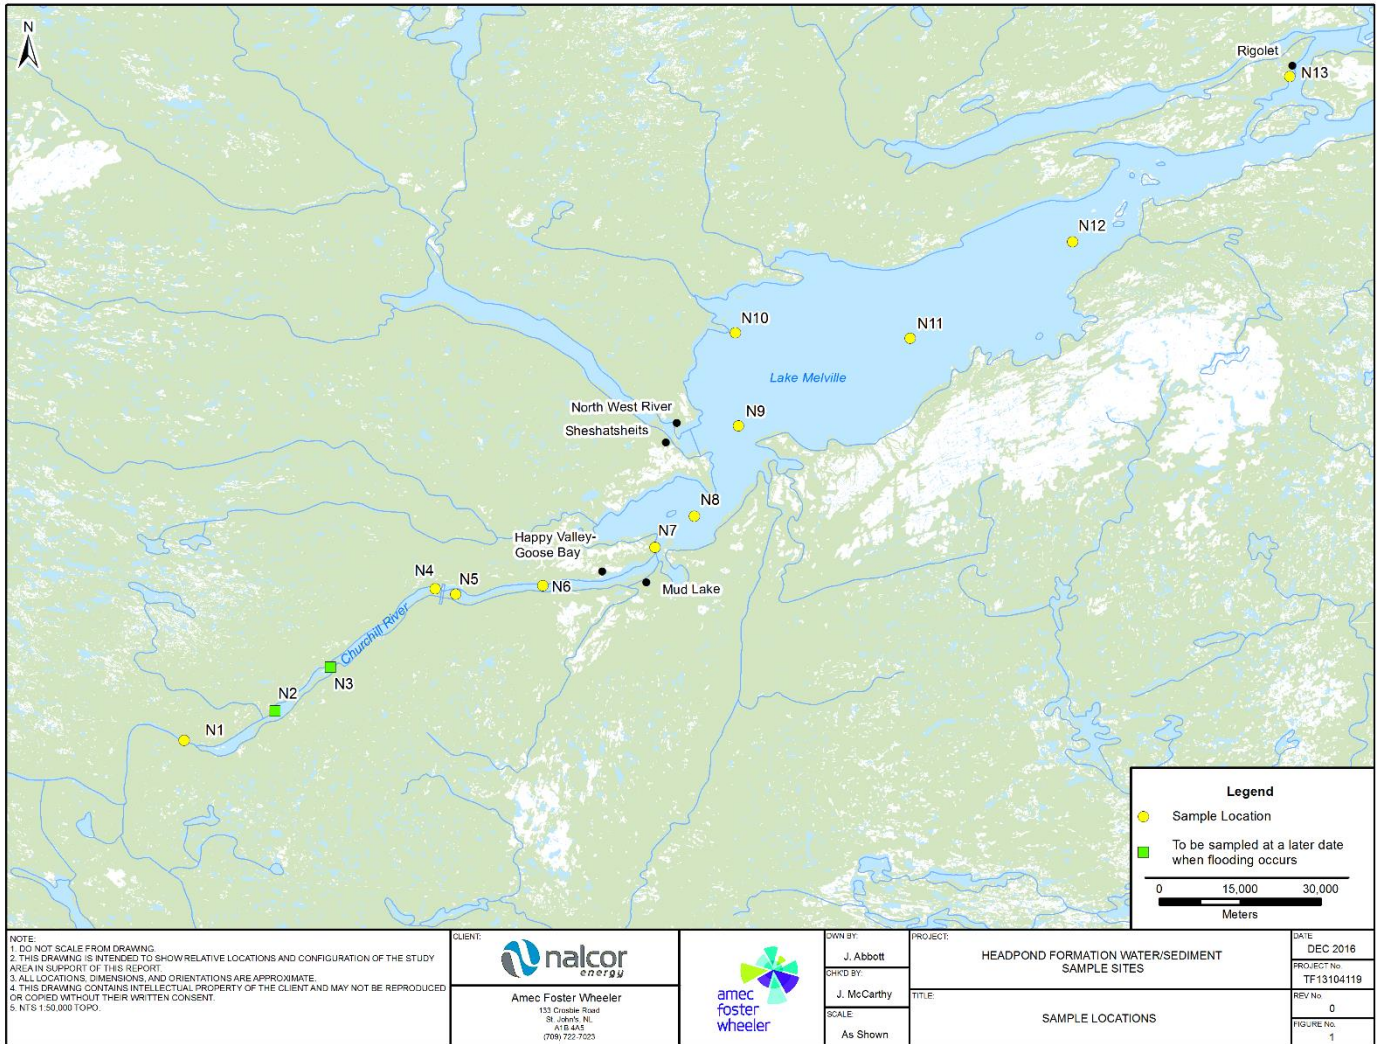 N
Rigolet
N13
N12
N10
N11
Lake Melville
North West River
N9
Sheshatsheits
N8
N7
Happy Valley-
Goose Bay
N6
Mud Lake
N4
N5
Churchill River
N3
N2
N1
Legend
Sample Location
To be sampled at a later date
when flooding occurs
0 15,000 30,000
Meters
NOTE:
1. DO NOT SCALE FROM DRAWING.
2. THIS DRAWING IS INTENDED TO SHOW RELATIVE LOCATIONS AND CONFIGURATION OF THE STUDY
AREA IN SUPPORT OF THIS REPORT.
3. ALL LOCATIONS, DIMENSIONS, AND ORIENTATIONS ARE APPROXIMATE.
4. THIS DRAWING CONTAINS INTELLECTUAL PROPERTY OF THE CLIENT AND MAY NOT BE REPRODUCED
OR COPIED WITHOUT THEIR WRITTEN CONSENT.
5. NTS 1:50,000 TOPO.
CLIENT:
nalcor
energy
Amec Foster Wheeler
133 Crosbie Road
St. John's, NL
A1B 4A5
(709) 722-7023
amec
foster
wheeler
DWN BY:
J. Abbott
CHK'D BY:
J. McCarthy
SCALE:
As Shown
PROJECT:
HEADPOND FORMATION WATER/SEDIMENT
SAMPLE SITES
TITLE:
SAMPLE LOCATIONS
DATE
DEC 2016
PROJECT No.
TF13104119
REV No.
0
FIGURE No.
1